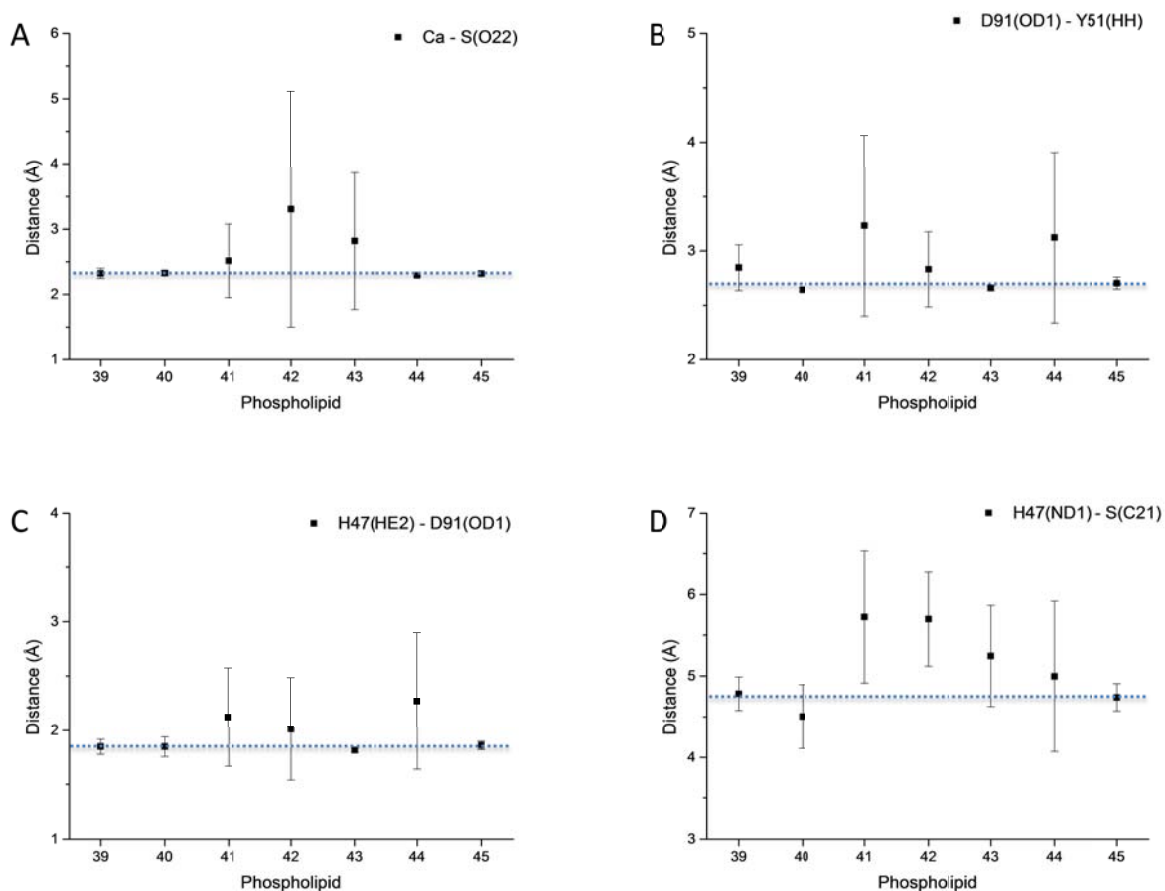 A
Ca - S(O22)
Distance (Å)
6
5
4
3
2
1
39 40 41 42 43 44 45
Phospholipid
B
D91(OD1) - Y51(HH)
Distance (Å)
5
4
3
2
39 40 41 42 43 44 45
Phospholipid
C
H47(HE2) - D91(OD1)
Distance (Å)
4
3
2
1
39 40 41 42 43 44 45
Phospholipid
D
H47(ND1) - S(C21)
Distance (Å)
7
6
5
4
3
39 40 41 42 43 44 45
Phospholipid